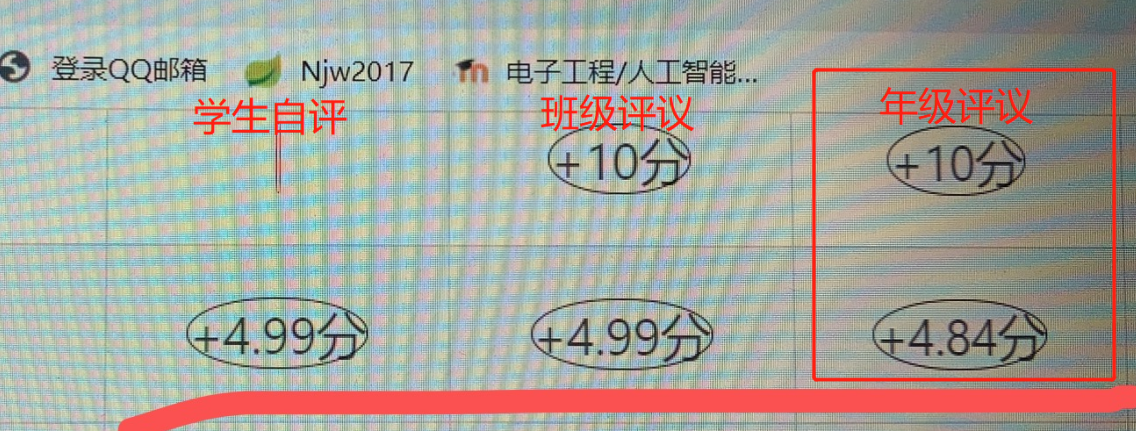 登录QQ邮箱 Njw2017 电子工程/人工智能...
学生自评 班级评议 年级评议
+10分 +10分
+4.99分 +4.99分 +4.84分